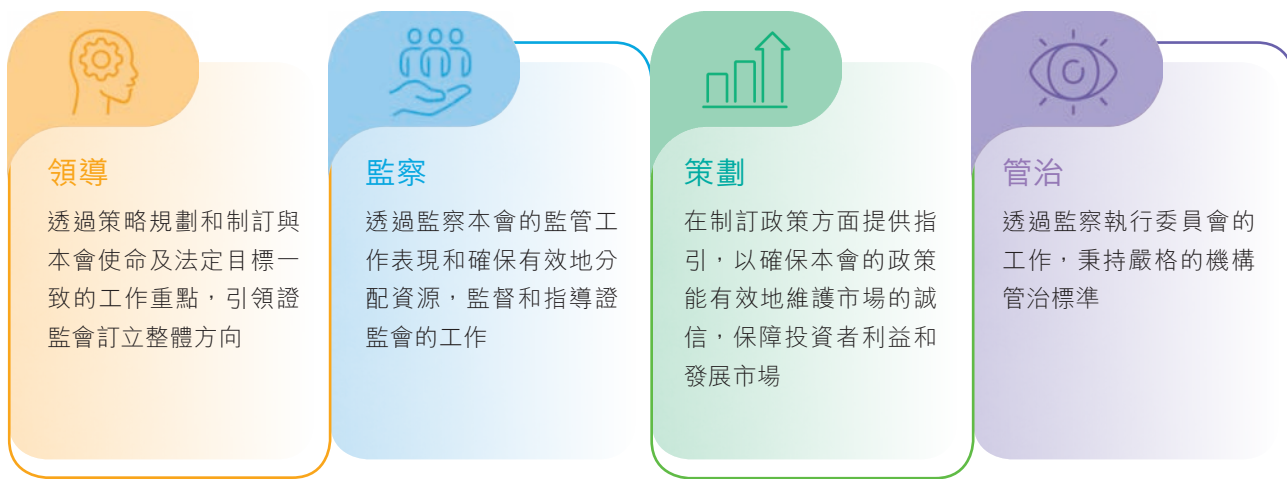 領導
透過策略規劃和制訂與
本會使命及法定目標一
致的工作重點，引領證
監會訂立整體方向
監察
透過監察本會的監管工
作表現和確保有效地分
配資源，監督和指導證
監會的工作
策劃
在制訂政策方面提供指
引，以確保本會的政策
能有效地維護市場的誠
信，保障投資者利益和
發展市場
管治
透過監察執行委員會的
工作，秉持嚴格的機構
管治標準